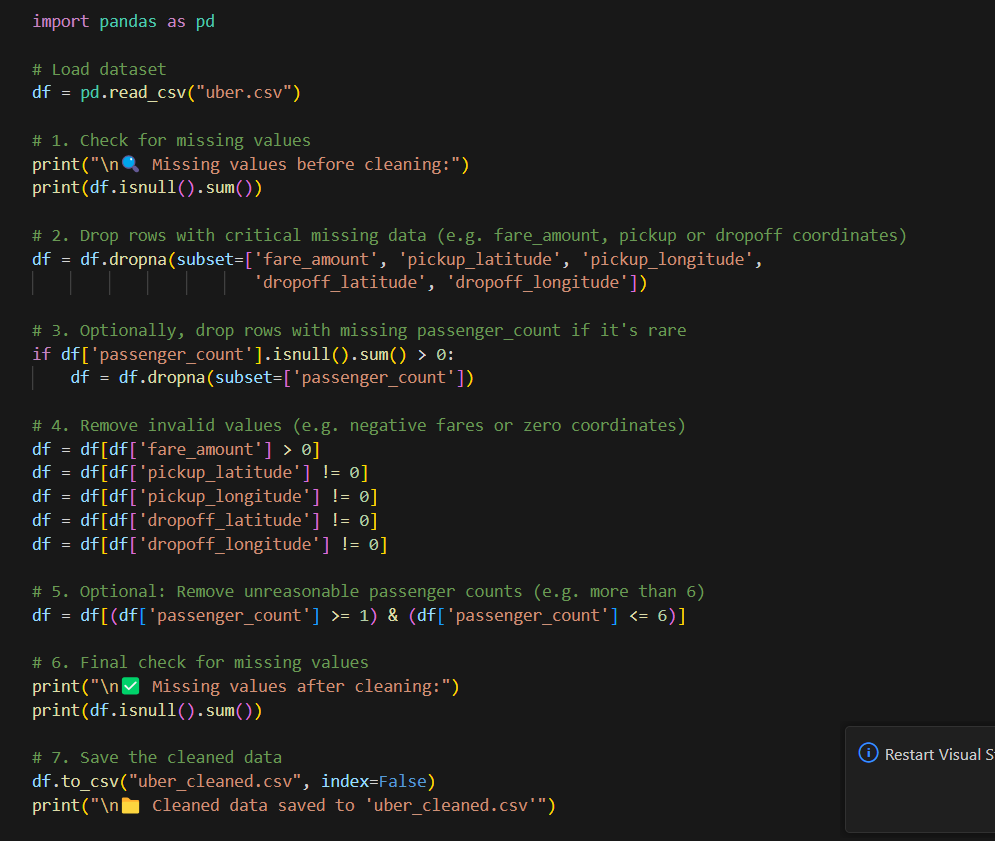 import pandas as pd
# Load dataset
df = pd.read_csv("uber.csv")
# 1. Check for missing values
print("\n🔍 Missing values before cleaning:")
print(df.isnull().sum())
# 2. Drop rows with critical missing data (e.g. fare_amount, pickup or dropoff coordinates)
df = df.dropna(subset=['fare_amount', 'pickup_latitude', 'pickup_longitude',
                       'dropoff_latitude', 'dropoff_longitude'])
# 3. Optionally, drop rows with missing passenger_count if it's rare
if df['passenger_count'].isnull().sum() > 0:
    df = df.dropna(subset=['passenger_count'])
# 4. Remove invalid values (e.g. negative fares or zero coordinates)
df = df[df['fare_amount'] > 0]
df = df[df['pickup_latitude'] != 0]
df = df[df['pickup_longitude'] != 0]
df = df[df['dropoff_latitude'] != 0]
df = df[df['dropoff_longitude'] != 0]
# 5. Optional: Remove unreasonable passenger counts (e.g. more than 6)
df = df[(df['passenger_count'] >= 1) & (df['passenger_count'] <= 6)]
# 6. Final check for missing values
print("\n✅ Missing values after cleaning:")
print(df.isnull().sum())
# 7. Save the cleaned data
df.to_csv("uber_cleaned.csv", index=False)
print("\n📁 Cleaned data saved to 'uber_cleaned.csv'")
Restart Visual S